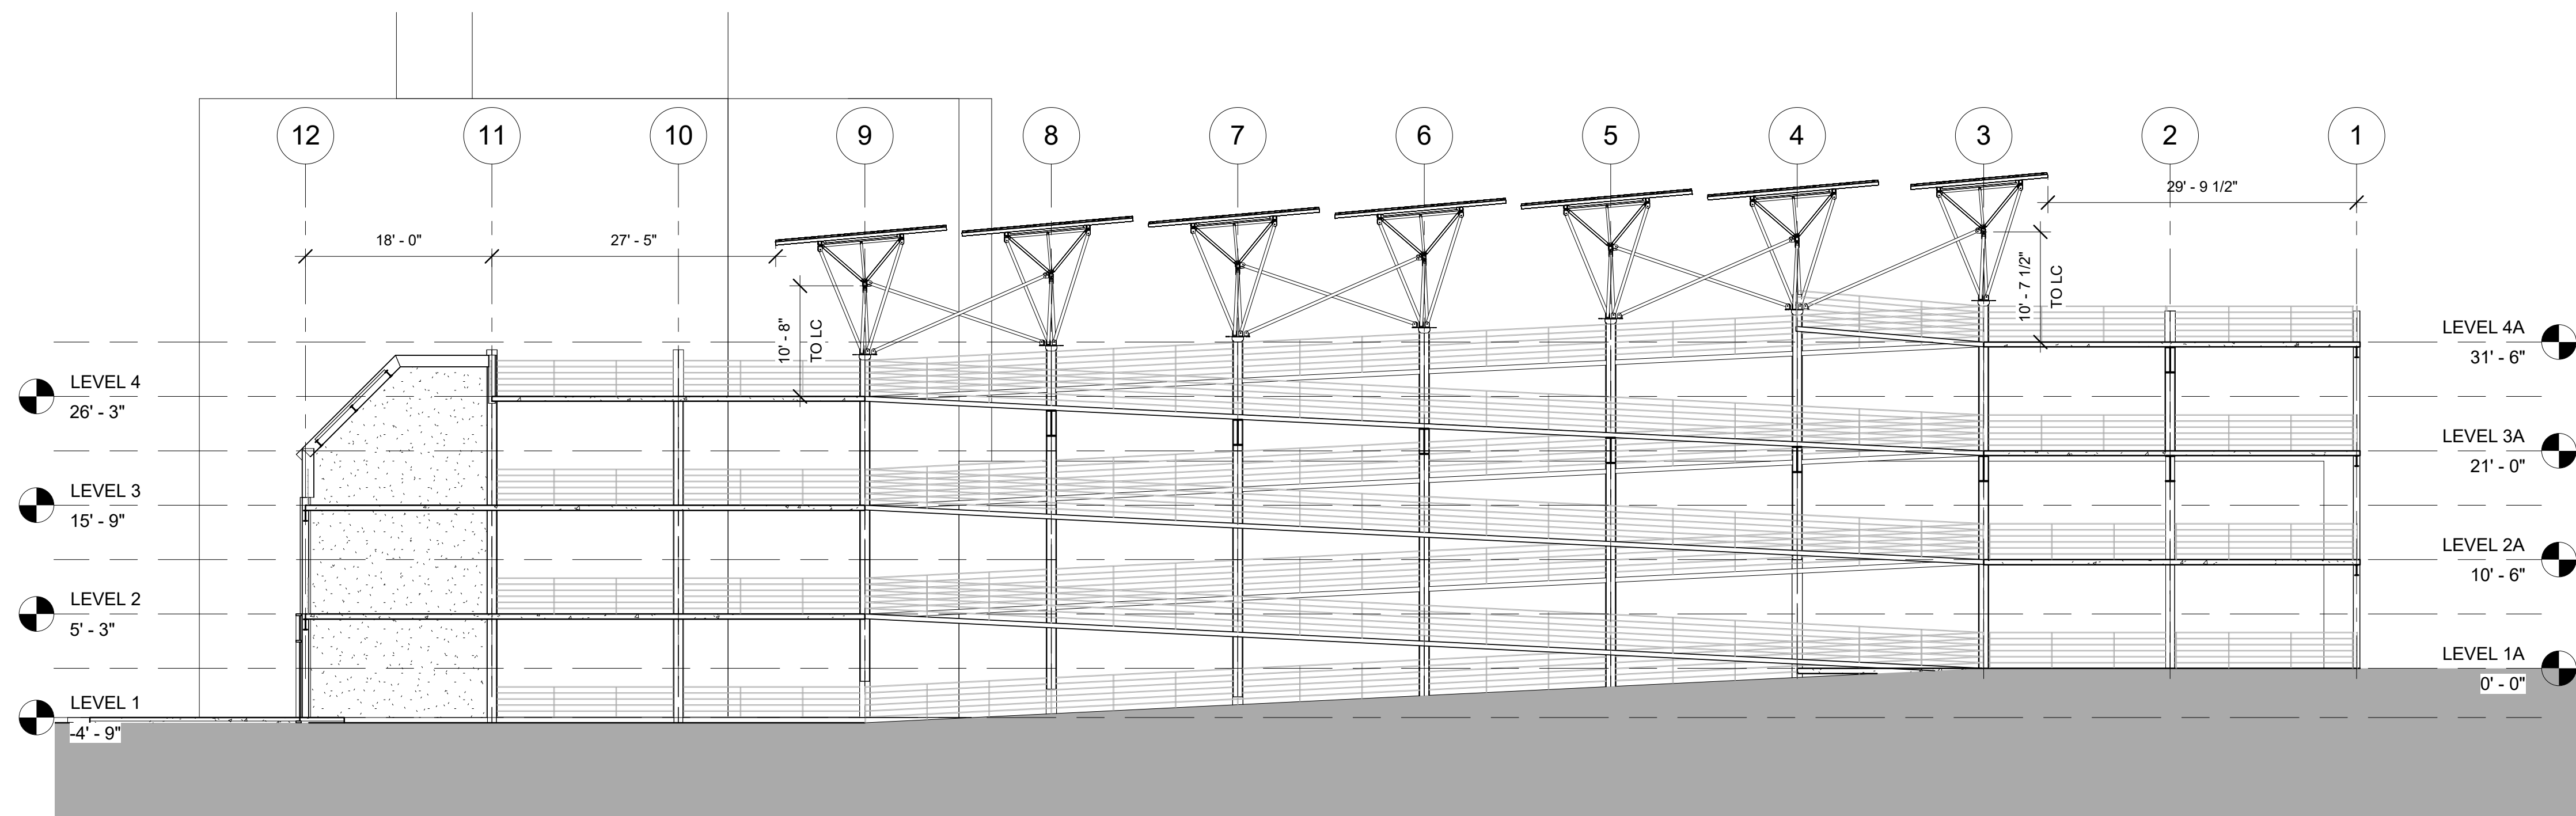 12
11
10
9
8
7
6
5
4
3
2
1
18' - 0"
27' - 5"
29' - 9 1/2"
10' - 8"
TO LC
10' - 7 1/2"
TO LC
LEVEL 4
26' - 3"
LEVEL 3
15' - 9"
LEVEL 2
5' - 3"
LEVEL 1
-4' - 9"
LEVEL 4A
31' - 6"
LEVEL 3A
21' - 0"
LEVEL 2A
10' - 6"
LEVEL 1A
0' - 0"